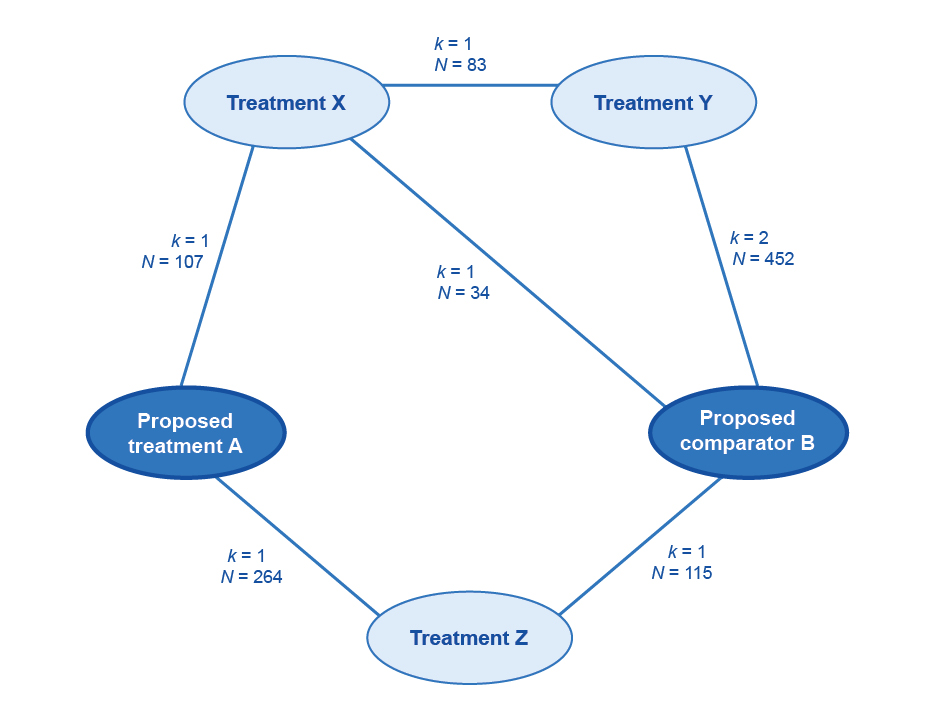 k = 1
N = 83
Treatment X
Treatment Y
k = 1
N = 107
k = 2
N = 452
k = 1
N = 34
Proposed
treatment A
Proposed
comparator B
k = 1
N = 264
k = 1
N = 115
Treatment Z